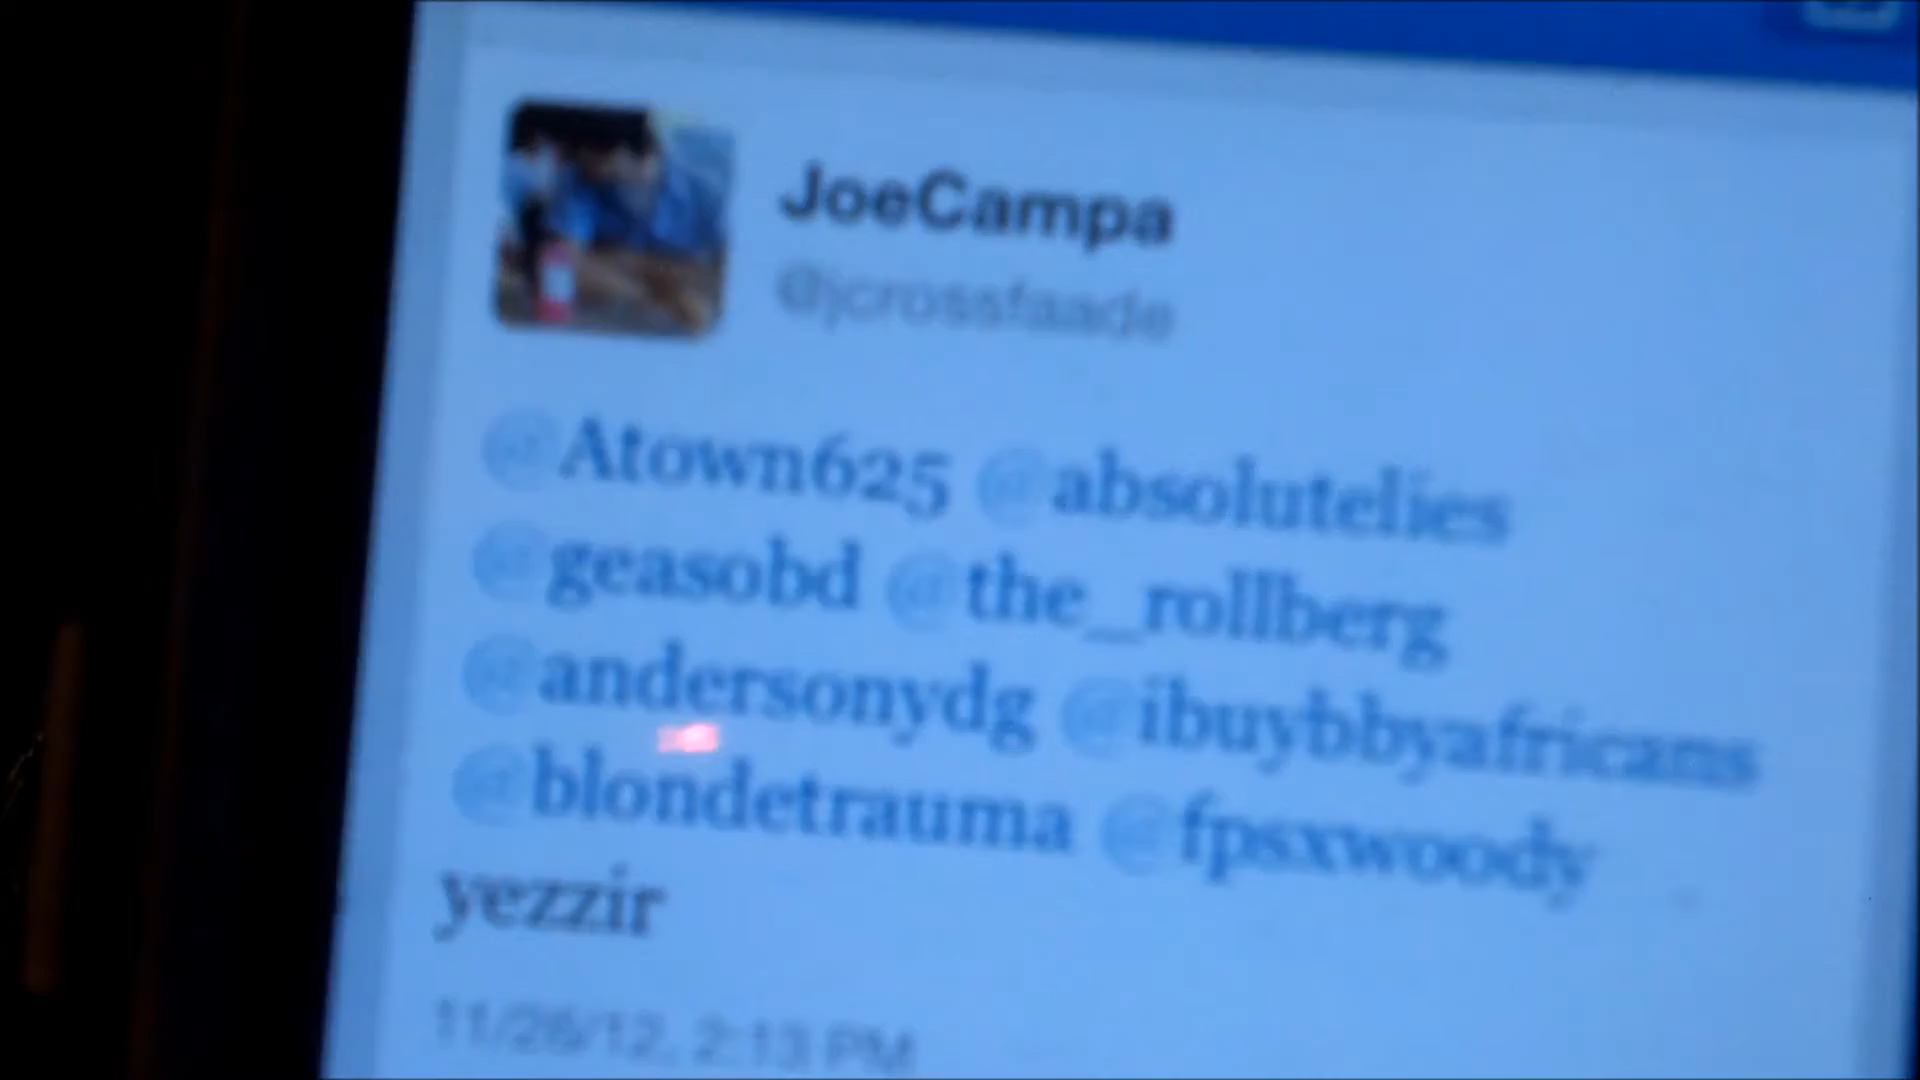 JoeCampa
@jcrossfaade
@Atown625 @absolutelies
@geasobd @the_rollberg
@andersonydg @ibuybbyafricans
@blondetrauma @fpsxwoody
yezzir
11/26/12, 2:13 PM